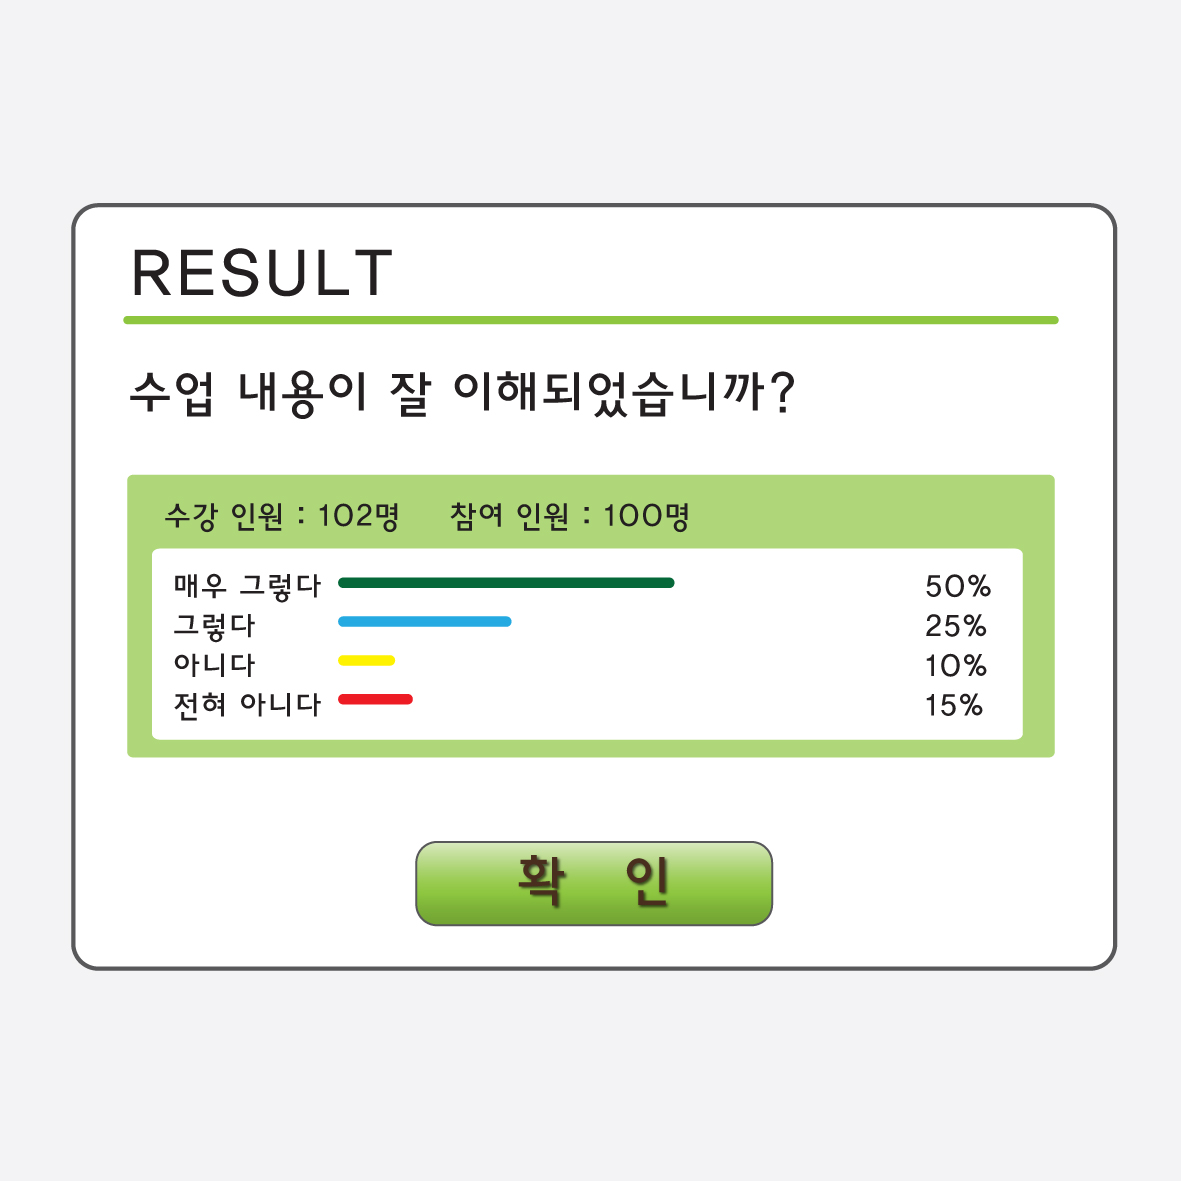 RESULT
수업 내용이 잘 이해되었습니까?
수강 인원 : 102명 참여 인원 : 100명
매우 그렇다 50%
그렇다 25%
아니다 10%
전혀 아니다 15%
확 인